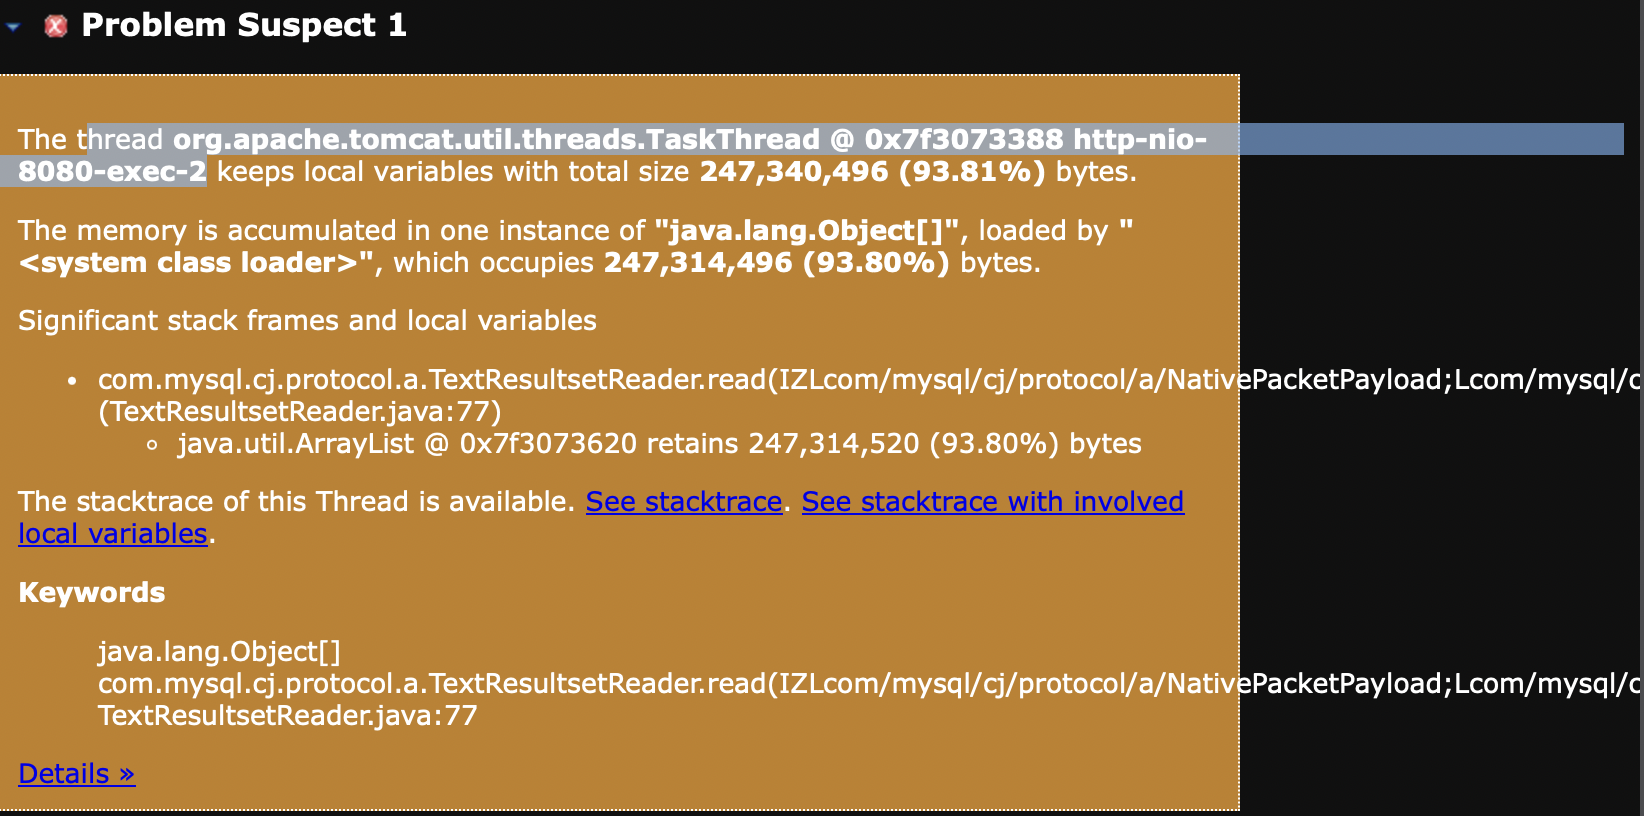 Problem Suspect 1
The thread org.apache.tomcat.util.threads.TaskThread @ 0x7f3073388 http-nio-
8080-exec-2 keeps local variables with total size 247,340,496 (93.81%) bytes.
The memory is accumulated in one instance of "java.lang.Object[]", loaded by "
<system class loader>", which occupies 247,314,496 (93.80%) bytes.
Significant stack frames and local variables
• com.mysql.cj.protocol.a.TextResultsetReader.read(IZLcom/mysql/cj/protocol/a/NativePacketPayload;Lcom/mysql/c
(TextResultsetReader.java:77)
◦ java.util.ArrayList @ 0x7f3073620 retains 247,314,520 (93.80%) bytes
The stacktrace of this Thread is available. See stacktrace. See stacktrace with involved
local variables.
Keywords
java.lang.Object[]
com.mysql.cj.protocol.a.TextResultsetReader.read(IZLcom/mysql/cj/protocol/a/NativePacketPayload;Lcom/mysql/c
TextResultsetReader.java:77
Details »